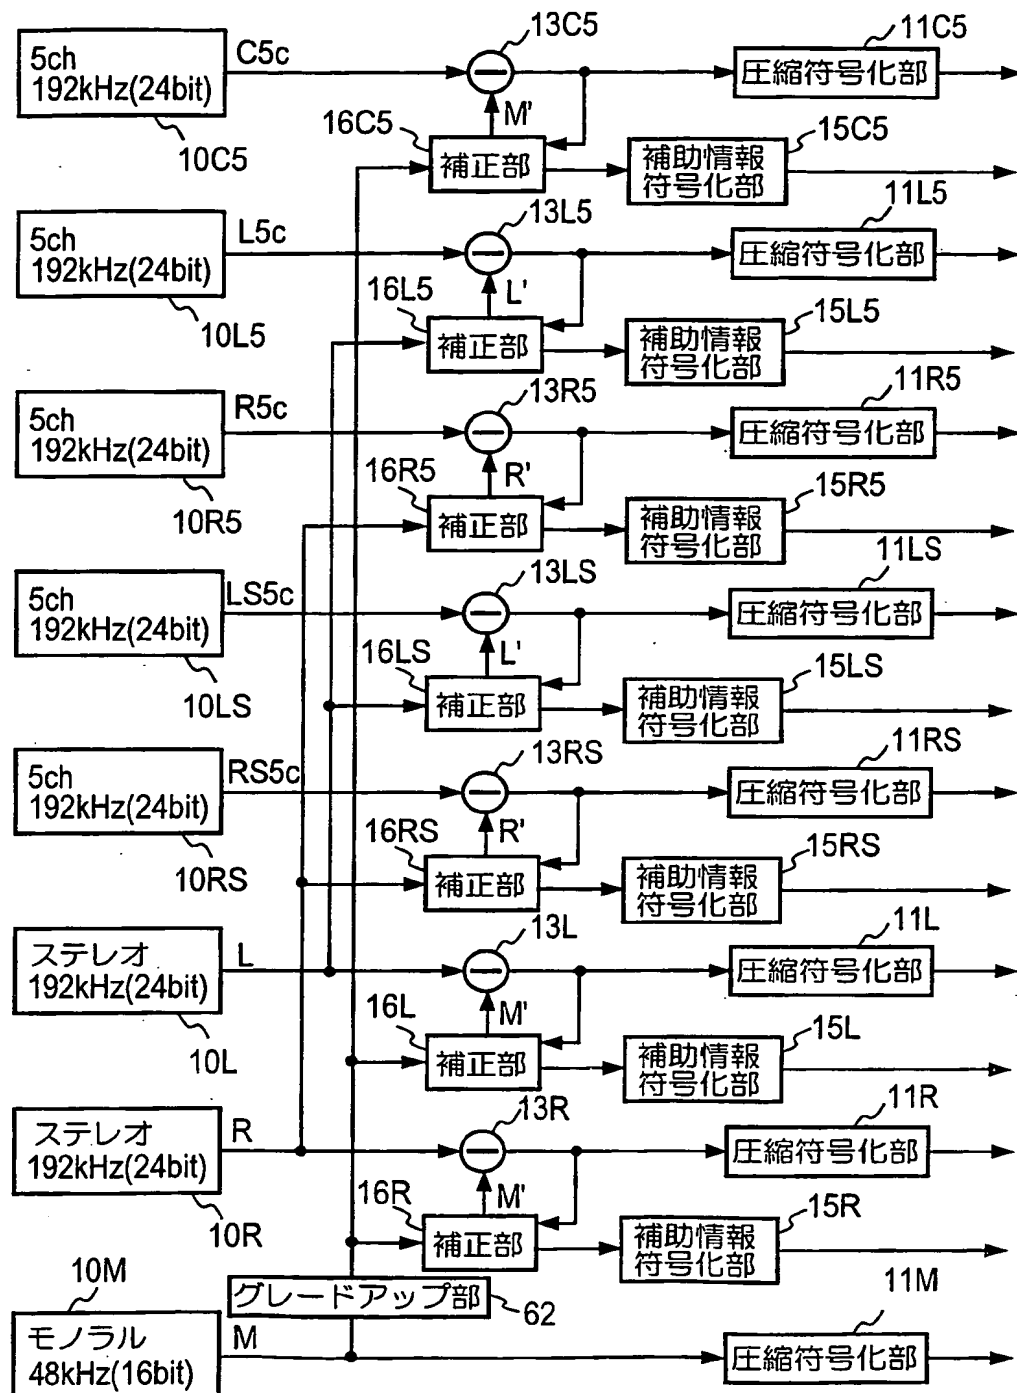 13C5
11C5
5ch
192kHz(24bit)
C5c
圧縮符号化部
10C5
16C5
M'
15C5
補正部
補助情報
符号化部
13L5
11L5
5ch
192kHz(24bit)
L5c
圧縮符号化部
10L5
16L5
L'
15L5
補正部
補助情報
符号化部
13R5
11R5
5ch
192kHz(24bit)
R5c
圧縮符号化部
10R5
16R5
R'
15R5
補正部
補助情報
符号化部
13LS
11LS
5ch
192kHz(24bit)
LS5c
圧縮符号化部
10LS
16LS
L'
15LS
補正部
補助情報
符号化部
13RS
11RS
5ch
192kHz(24bit)
RS5c
圧縮符号化部
10RS
16RS
R'
15RS
補正部
補助情報
符号化部
13L
11L
ステレオ
192kHz(24bit)
L
圧縮符号化部
10L
16L
M'
15L
補正部
補助情報
符号化部
13R
11R
ステレオ
192kHz(24bit)
R
圧縮符号化部
10R
16R
M'
15R
補正部
補助情報
符号化部
10M
グレードアップ部
62
11M
モノラル
48kHz(16bit)
M
圧縮符号化部